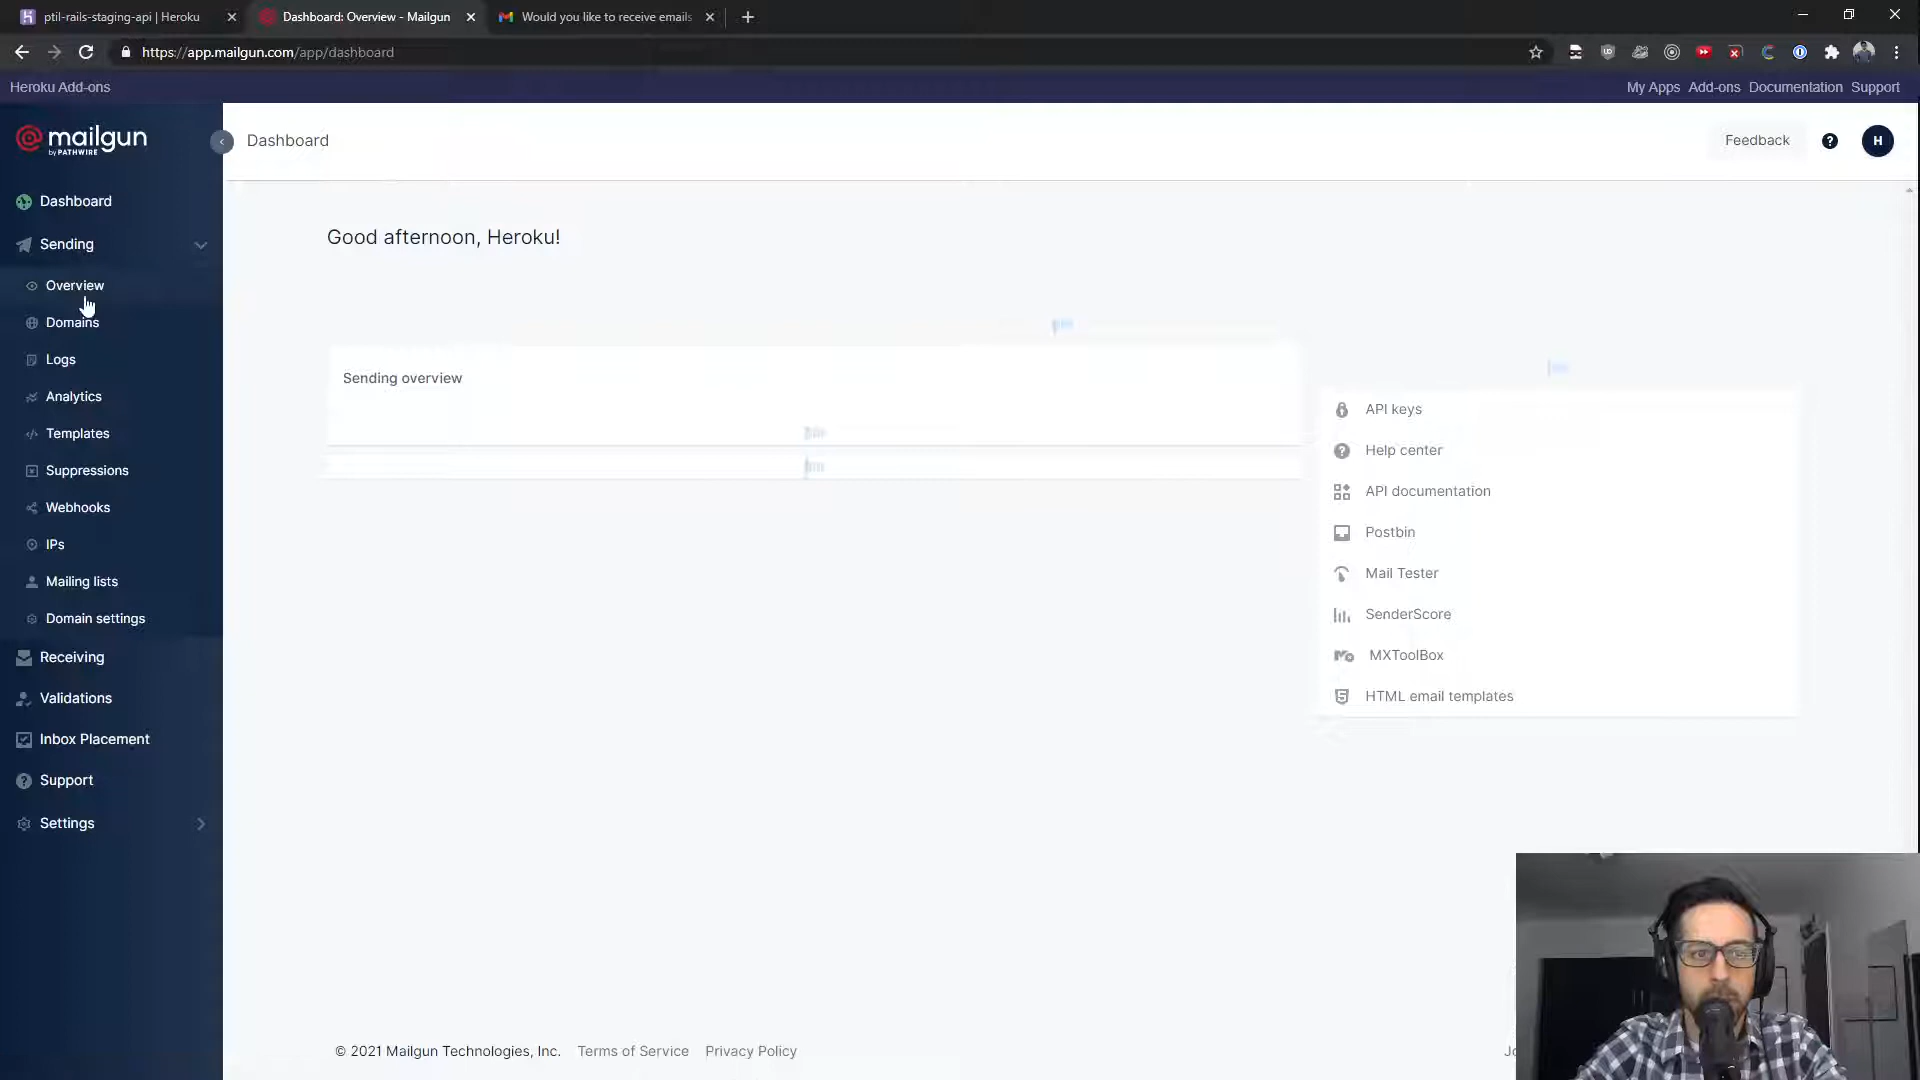 ptil-rails-staging-api | Heroku
Dashboard: Overview - Mailgun
Would you like to receive emails
https://app.mailgun.com/app/dashboard
Heroku Add-ons
My Apps Add-ons Documentation Support
mailgun
by PATHWIRE
Dashboard
Feedback
H
Dashboard
Sending
Overview
Domains
Logs
Analytics
Templates
Suppressions
Webhooks
IPs
Mailing lists
Domain settings
Receiving
Validations
Inbox Placement
Support
Settings
Good afternoon, Heroku!
Sending overview
API keys
Help center
API documentation
Postbin
Mail Tester
SenderScore
MXToolBox
HTML email templates
© 2021 Mailgun Technologies, Inc. Terms of Service Privacy Policy